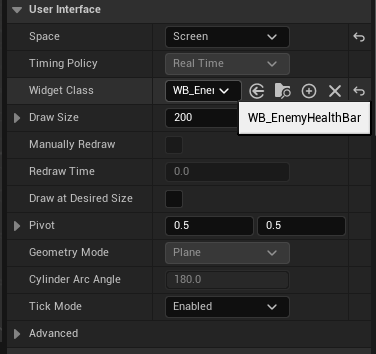 User Interface
Space Screen
Timing Policy Real Time
Widget Class WB_Ene
WB_EnemyHealthBar
Draw Size 200
Manually Redraw
Redraw Time 0.0
Draw at Desired Size
Pivot 0.5 0.5
Geometry Mode Plane
Cylinder Arc Angle 180.0
Tick Mode Enabled
Advanced